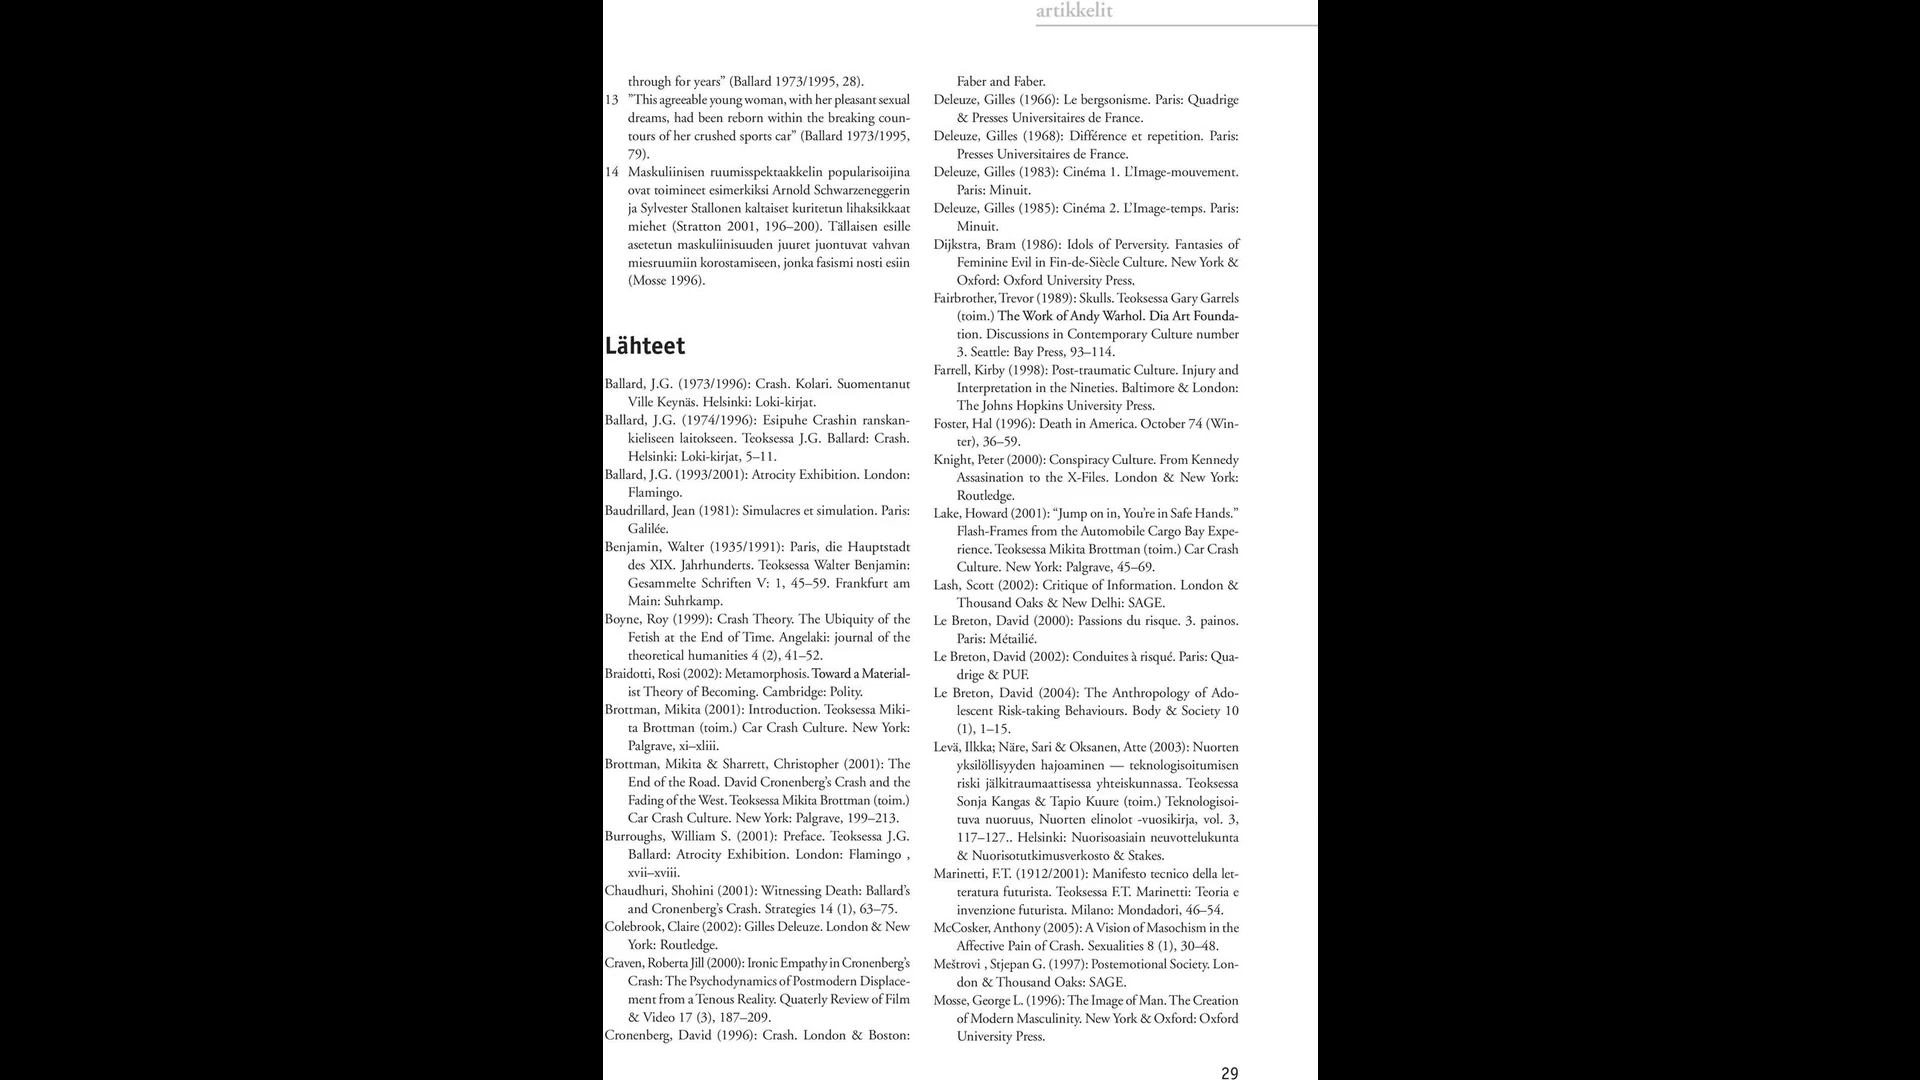 artikkelit
through for years” (Ballard 1973/1995, 28).
13 ”This agreeable young woman, with her pleasant sexual
dreams, had been reborn within the breaking coun-
tours of her crushed sports car” (Ballard 1973/1995,
79).
14 Maskuliinisen ruumisspektaakkelin popularisoijina
ovat toimineet esimerkiksi Arnold Schwarzeneggerin
ja Sylvester Stallonen kaltaiset kuritetun lihaksikkaat
miehet (Stratton 2001, 196–200). Tällaisen esille
asetetun maskuliinisuuden juuret juontuvat vahvan
miesruumiin korostamiseen, jonka fasismi nosti esiin
(Mosse 1996).
Lähteet
Ballard, J.G. (1973/1996): Crash. Kolari. Suomentanut
Ville Keynäs. Helsinki: Loki-kirjat.
Ballard, J.G. (1974/1996): Esipuhe Crashin ranskan-
kieliseen laitokseen. Teoksessa J.G. Ballard: Crash.
Helsinki: Loki-kirjat, 5–11.
Ballard, J.G. (1993/2001): Atrocity Exhibition. London:
Flamingo.
Baudrillard, Jean (1981): Simulacres et simulation. Paris:
Galilée.
Benjamin, Walter (1935/1991): Paris, die Hauptstadt
des XIX. Jahrhunderts. Teoksessa Walter Benjamin:
Gesammelte Schriften V: 1, 45–59. Frankfurt am
Main: Suhrkamp.
Boyne, Roy (1999): Crash Theory. The Ubiquity of the
Fetish at the End of Time. Angelaki: journal of the
theoretical humanities 4 (2), 41–52.
Braidotti, Rosi (2002): Metamorphosis. Toward a Material-
ist Theory of Becoming. Cambridge: Polity.
Brottman, Mikita (2001): Introduction. Teoksessa Miki-
ta Brottman (toim.) Car Crash Culture. New York:
Palgrave, xi–xliii.
Brottman, Mikita & Sharrett, Christopher (2001): The
End of the Road. David Cronenberg’s Crash and the
Fading of the West. Teoksessa Mikita Brottman (toim.)
Car Crash Culture. New York: Palgrave, 199–213.
Burroughs, William S. (2001): Preface. Teoksessa J.G.
Ballard: Atrocity Exhibition. London: Flamingo ,
xvii–xviii.
Chaudhuri, Shohini (2001): Witnessing Death: Ballard’s
and Cronenberg’s Crash. Strategies 14 (1), 63–75.
Colebrook, Claire (2002): Gilles Deleuze. London & New
York: Routledge.
Craven, Roberta Jill (2000): Ironic Empathy in Cronenberg’s
Crash: The Psychodynamics of Postmodern Displace-
ment from a Tenous Reality. Quaterly Review of Film
& Video 17 (3), 187–209.
Cronenberg, David (1996): Crash. London & Boston:
Faber and Faber.
Deleuze, Gilles (1966): Le bergsonisme. Paris: Quadrige
& Presses Universitaires de France.
Deleuze, Gilles (1968): Différence et repetition. Paris:
Presses Universitaires de France.
Deleuze, Gilles (1983): Cinéma 1. L’Image-mouvement.
Paris: Minuit.
Deleuze, Gilles (1985): Cinéma 2. L’Image-temps. Paris:
Minuit.
Dijkstra, Bram (1986): Idols of Perversity. Fantasies of
Feminine Evil in Fin-de-Siècle Culture. New York &
Oxford: Oxford University Press.
Fairbrother, Trevor (1989): Skulls. Teoksessa Gary Garrels
(toim.) The Work of Andy Warhol. Dia Art Founda-
tion. Discussions in Contemporary Culture number
3. Seattle: Bay Press, 93–114.
Farrell, Kirby (1998): Post-traumatic Culture. Injury and
Interpretation in the Nineties. Baltimore & London:
The Johns Hopkins University Press.
Foster, Hal (1996): Death in America. October 74 (Win-
ter), 36–59.
Knight, Peter (2000): Conspiracy Culture. From Kennedy
Assasination to the X-Files. London & New York:
Routledge.
Lake, Howard (2001): “Jump on in, You’re in Safe Hands.”
Flash-Frames from the Automobile Cargo Bay Expe-
rience. Teoksessa Mikita Brottman (toim.) Car Crash
Culture. New York: Palgrave, 45–69.
Lash, Scott (2002): Critique of Information. London &
Thousand Oaks & New Delhi: SAGE.
Le Breton, David (2000): Passions du risque. 3. painos.
Paris: Métailié.
Le Breton, David (2002): Conduites à risqué. Paris: Qua-
drige & PUF.
Le Breton, David (2004): The Anthropology of Ado-
lescent Risk-taking Behaviours. Body & Society 10
(1), 1–15.
Levä, Ilkka; Näre, Sari & Oksanen, Atte (2003): Nuorten
yksilöllisyyden hajoaminen — teknologisoitumisen
riski jälkitraumaattisessa yhteiskunnassa. Teoksessa
Sonja Kangas & Tapio Kuure (toim.) Teknologisoi-
tuva nuoruus, Nuorten elinolot -vuosikirja, vol. 3,
117–127.. Helsinki: Nuorisoasiain neuvottelukunta
& Nuorisotutkimusverkosto & Stakes.
Marinetti, F.T. (1912/2001): Manifesto tecnico della let-
teratura futurista. Teoksessa F.T. Marinetti: Teoria e
invenzione futurista. Milano: Mondadori, 46–54.
McCosker, Anthony (2005): A Vision of Masochism in the
Affective Pain of Crash. Sexualities 8 (1), 30–48.
Meštrovi , Stjepan G. (1997): Postemotional Society. Lon-
don & Thousand Oaks: SAGE.
Mosse, George L. (1996): The Image of Man. The Creation
of Modern Masculinity. New York & Oxford: Oxford
University Press.
29